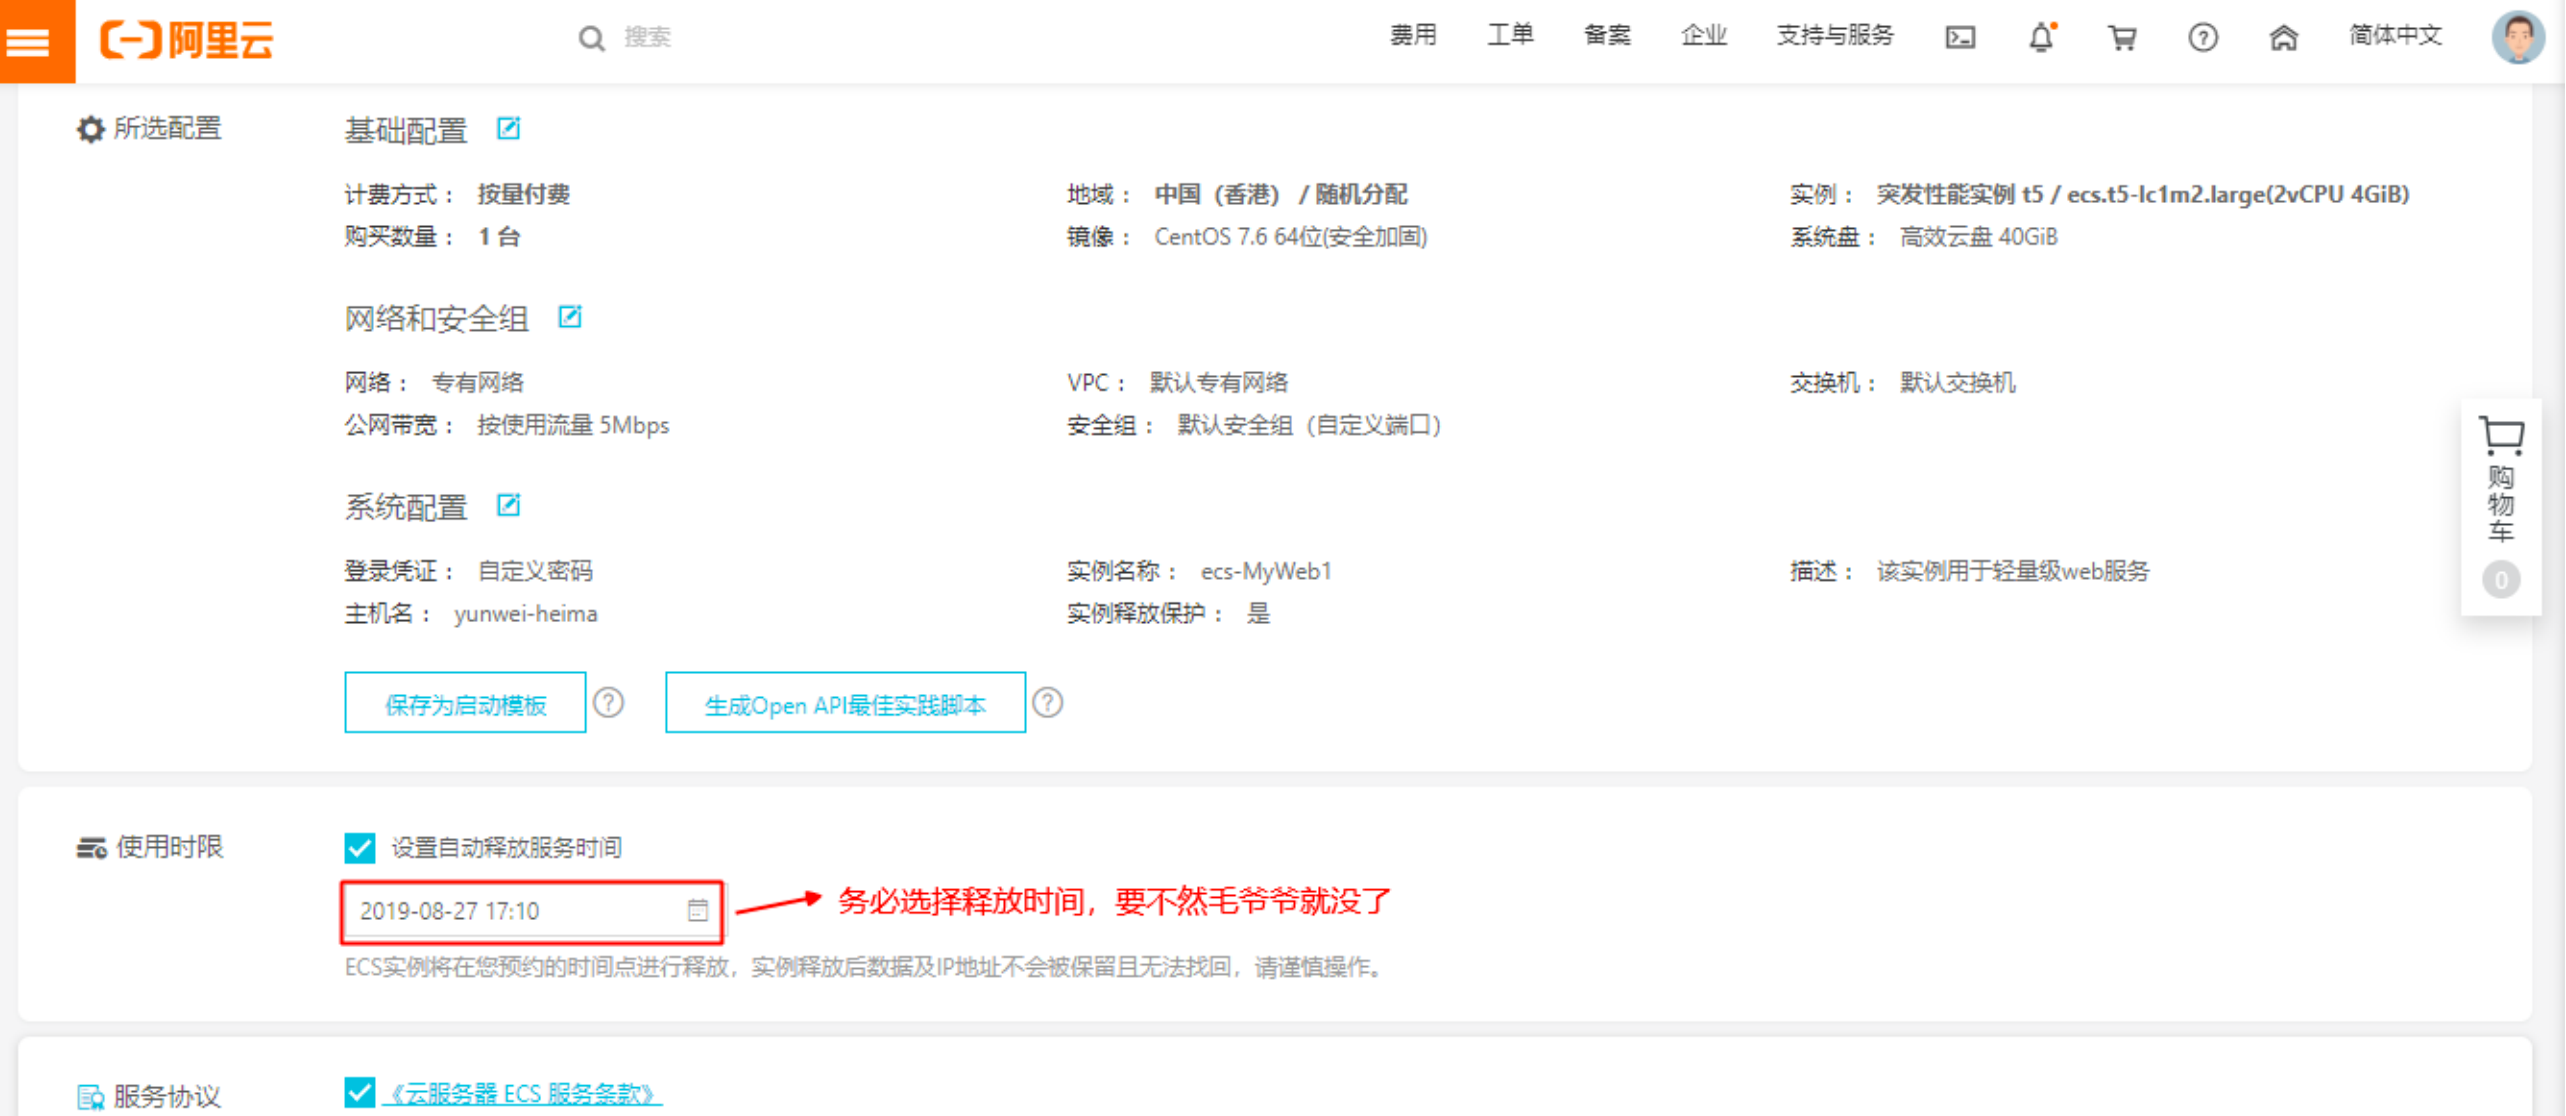 阿里云 搜索 费用 工单 备案 企业 支持与服务 简体中文
所选配置
基础配置
计费方式： 按量付费 地域： 中国（香港） / 随机分配 实例： 突发性能实例 t5 / ecs.t5-lc1m2.large(2vCPU 4GiB)
购买数量： 1 台 镜像： CentOS 7.6 64位(安全加固) 系统盘： 高效云盘 40GiB
网络和安全组
网络： 专有网络 VPC： 默认专有网络 交换机： 默认交换机
公网带宽： 按使用流量 5Mbps 安全组： 默认安全组（自定义端口）
购物车
0
系统配置
登录凭证： 自定义密码 实例名称： ecs-MyWeb1 描述： 该实例用于轻量级web服务
主机名： yunwei-heima 实例释放保护： 是
保存为启动模板 ? 生成Open API最佳实践脚本 ?
使用时限 设置自动释放服务时间
2019-08-27 17:10 务必选择释放时间，要不然毛爷爷就没了
ECS实例将在您预约的时间点进行释放，实例释放后数据及IP地址不会被保留且无法找回，请谨慎操作。
服务协议 《云服务器 ECS 服务条款》